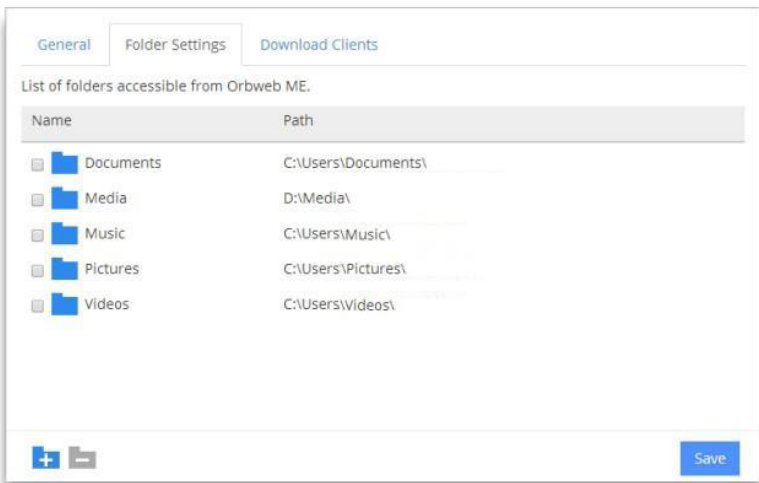 General Folder Settings Download Clients
List of folders accessible from Orbweb ME.
Name Path
Documents C:\Users\Documents\
Media D:\Media\
Music C:\Users\Music\
Pictures C:\Users\Pictures\
Videos C:\Users\Videos\
Save